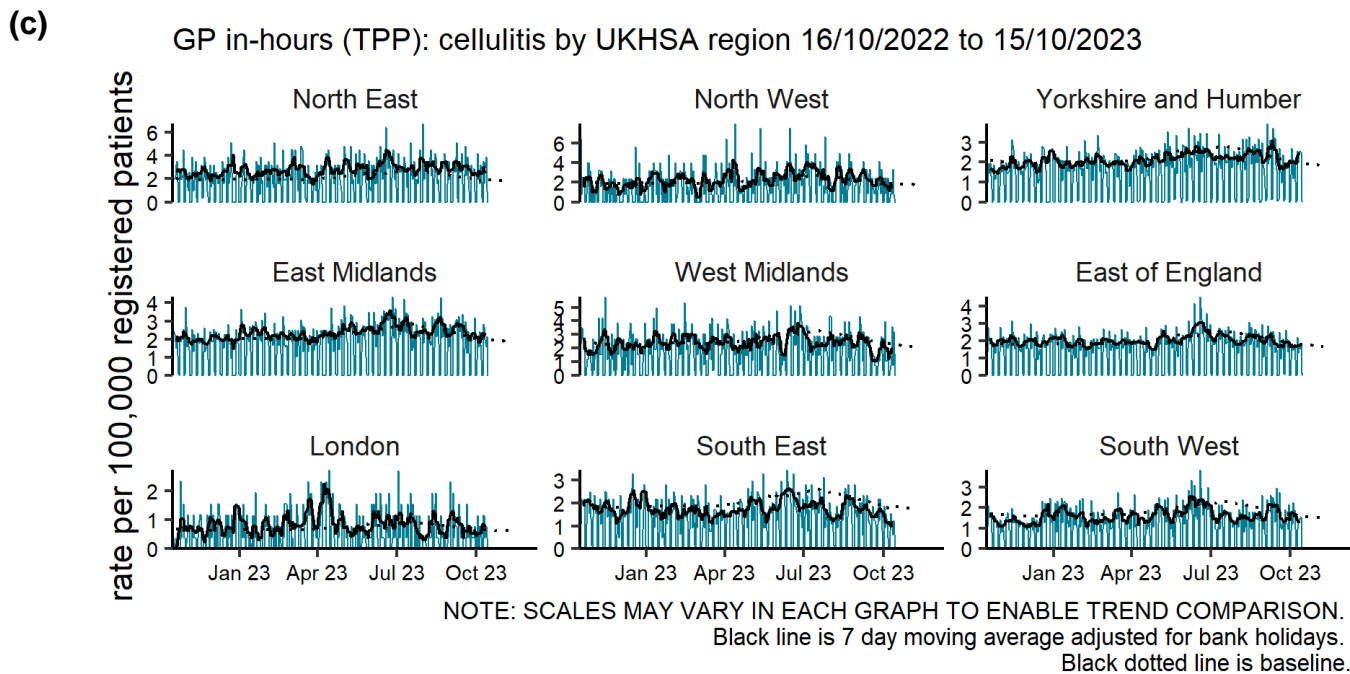 (c)
GP in-hours (TPP): cellulitis by UKHSA region 16/10/2022 to 15/10/2023
rate per 100,000 registered patients
North East
6
4
2
0
North West
6
4
2
0
Yorkshire and Humber
3
2
1
0
East Midlands
4
3
2
1
0
West Midlands
5
4
3
2
1
0
East of England
4
3
2
1
0
London
2
1
0
South East
3
2
1
0
South West
3
2
1
0
Jan 23 Apr 23 Jul 23 Oct 23
Jan 23 Apr 23 Jul 23 Oct 23
Jan 23 Apr 23 Jul 23 Oct 23
NOTE: SCALES MAY VARY IN EACH GRAPH TO ENABLE TREND COMPARISON.
Black line is 7 day moving average adjusted for bank holidays.
Black dotted line is baseline.